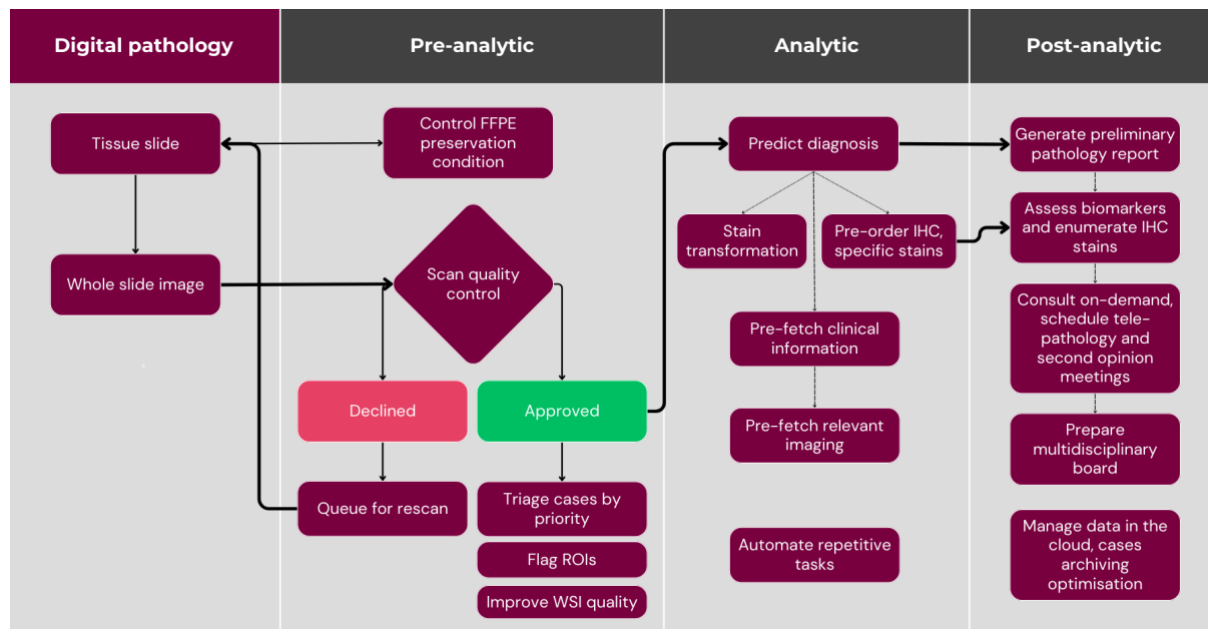 Digital pathology
Pre-analytic
Analytic
Post-analytic
Tissue slide
Whole slide image
Control FFPE
preservation
condition
Scan quality
control
Declined
Approved
Queue for rescan
Triage cases by
priority
Flag ROIs
Improve WSI quality
Predict diagnosis
Stain
transformation
Pre-order IHC,
specific stains
Pre-fetch clinical
information
Pre-fetch relevant
imaging
Automate repetitive
tasks
Generate preliminary
pathology report
Assess biomarkers
and enumerate IHC
stains
Consult on-demand,
schedule tele-
pathology and
second opinion
meetings
Prepare
multidisciplinary
board
Manage data in the
cloud, cases
archiving
optimisation